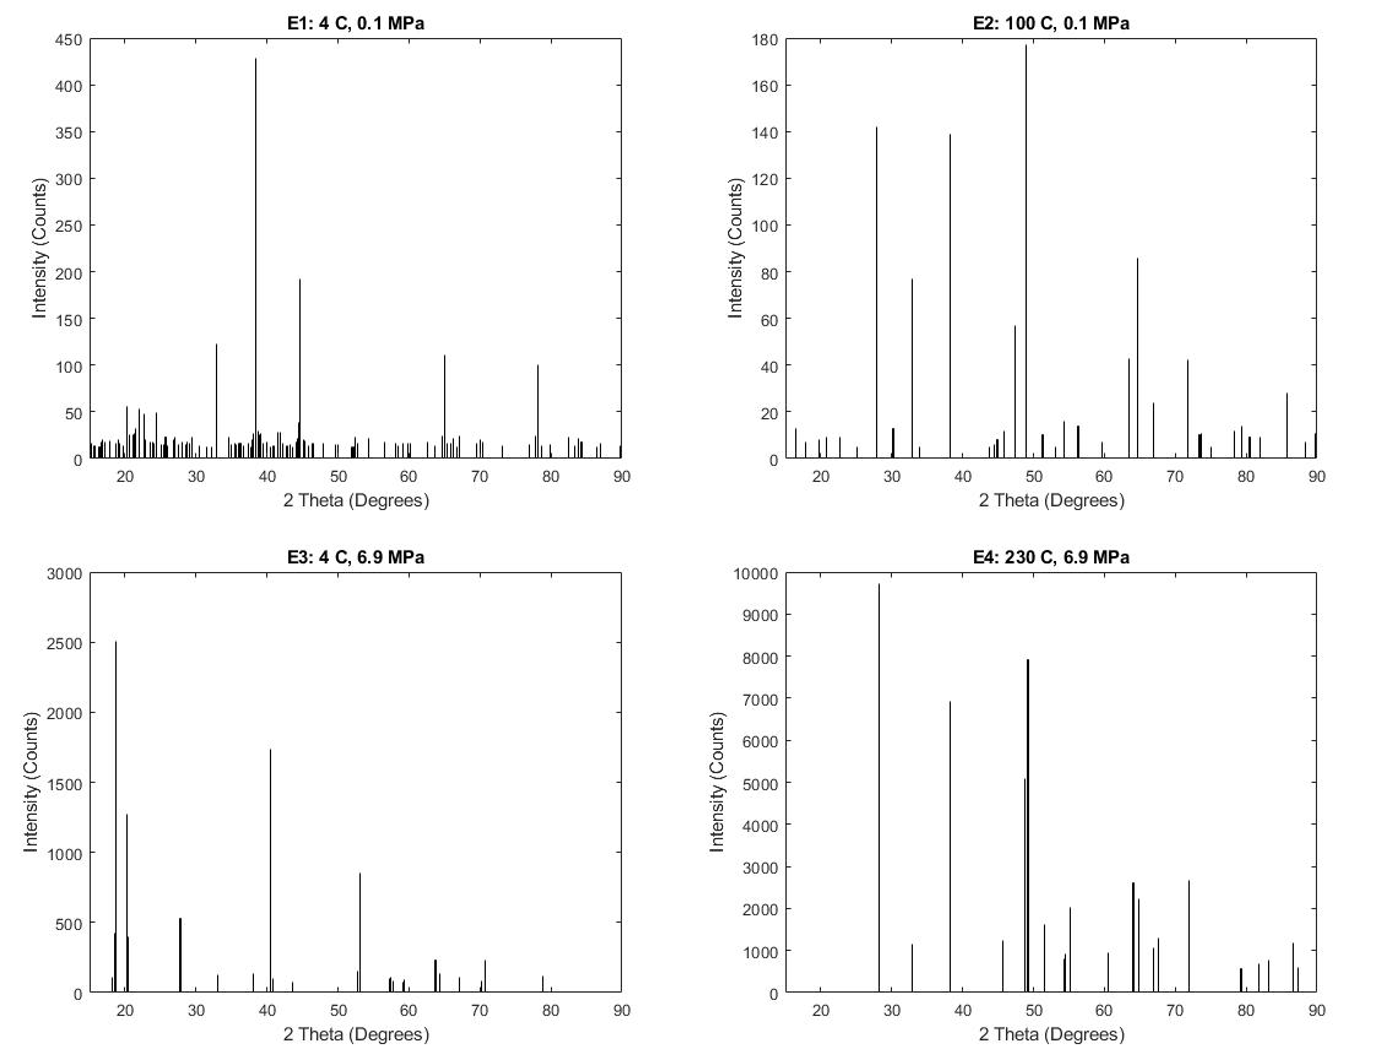 E1: 4 C, 0.1 MPa
450
400
350
300
250
200
150
100
50
0
Intensity (Counts)
20 30 40 50 60 70 80 90
2 Theta (Degrees)
E2: 100 C, 0.1 MPa
180
160
140
120
100
80
60
40
20
0
Intensity (Counts)
20 30 40 50 60 70 80 90
2 Theta (Degrees)
E3: 4 C, 6.9 MPa
3000
2500
2000
1500
1000
500
0
Intensity (Counts)
20 30 40 50 60 70 80 90
2 Theta (Degrees)
E4: 230 C, 6.9 MPa
10000
9000
8000
7000
6000
5000
4000
3000
2000
1000
0
Intensity (Counts)
20 30 40 50 60 70 80 90
2 Theta (Degrees)